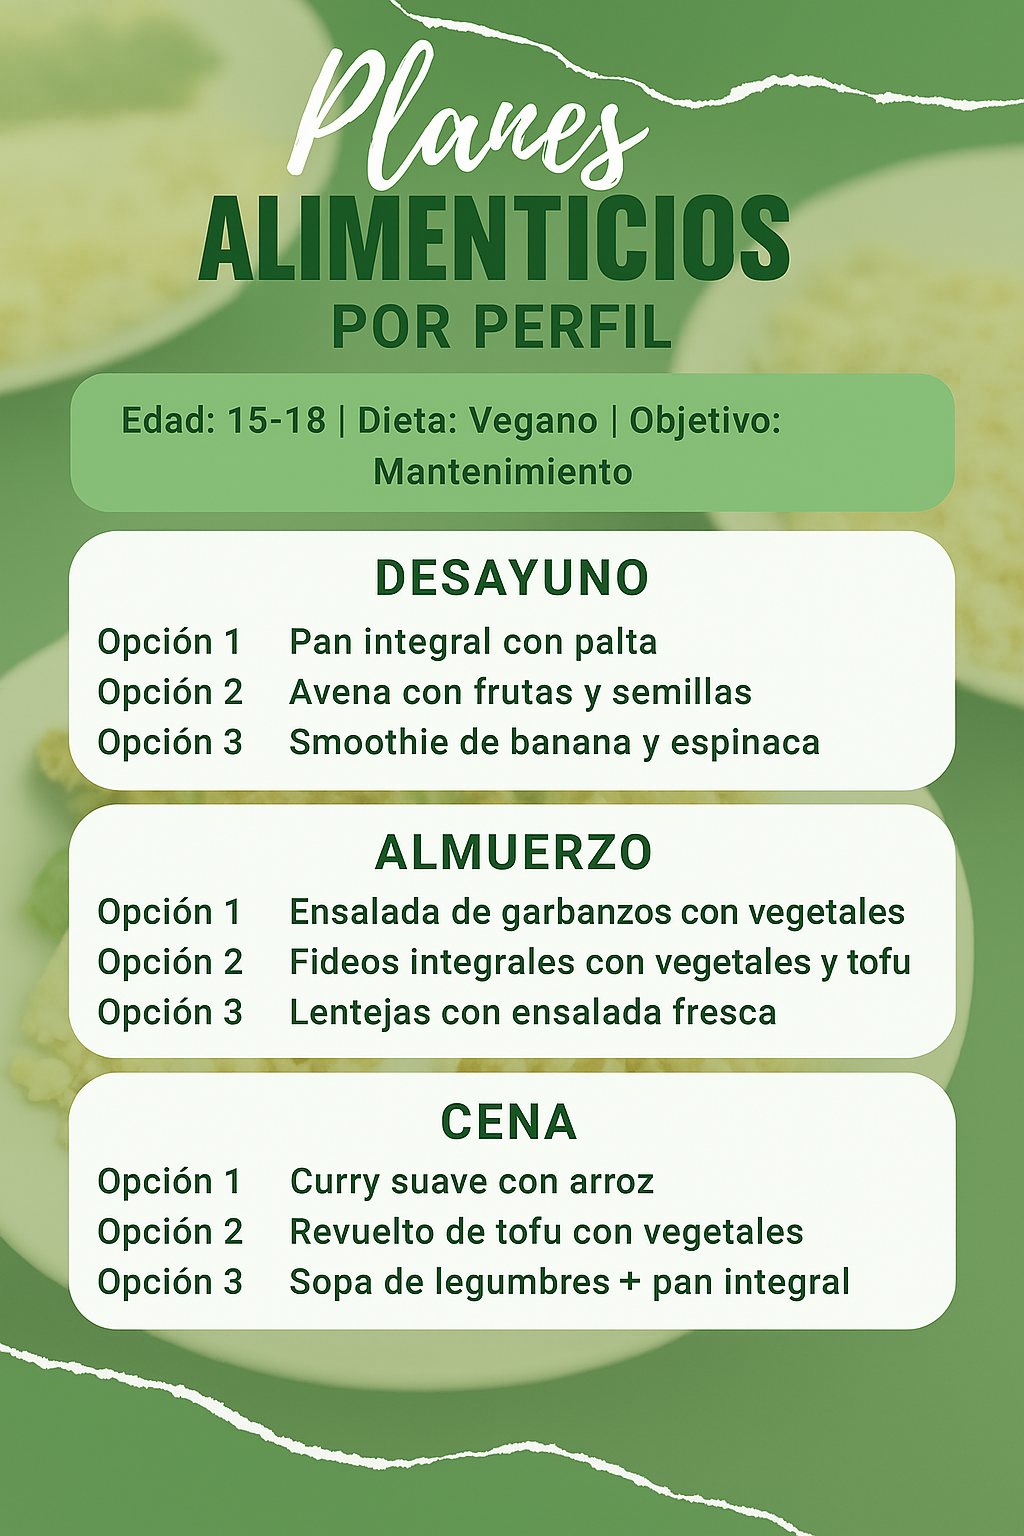 Planes
ALIMENTICIOS
POR PERFIL
Edad: 15-18 | Dieta: Vegano | Objetivo:
Mantenimiento
DESAYUNO
Opción 1 Pan integral con palta
Opción 2 Avena con frutas y semillas
Opción 3 Smoothie de banana y espinaca
ALMUERZO
Opción 1 Ensalada de garbanzos con vegetales
Opción 2 Fideos integrales con vegetales y tofu
Opción 3 Lentejas con ensalada fresca
CENA
Opción 1 Curry suave con arroz
Opción 2 Revuelto de tofu con vegetales
Opción 3 Sopa de legumbres + pan integral